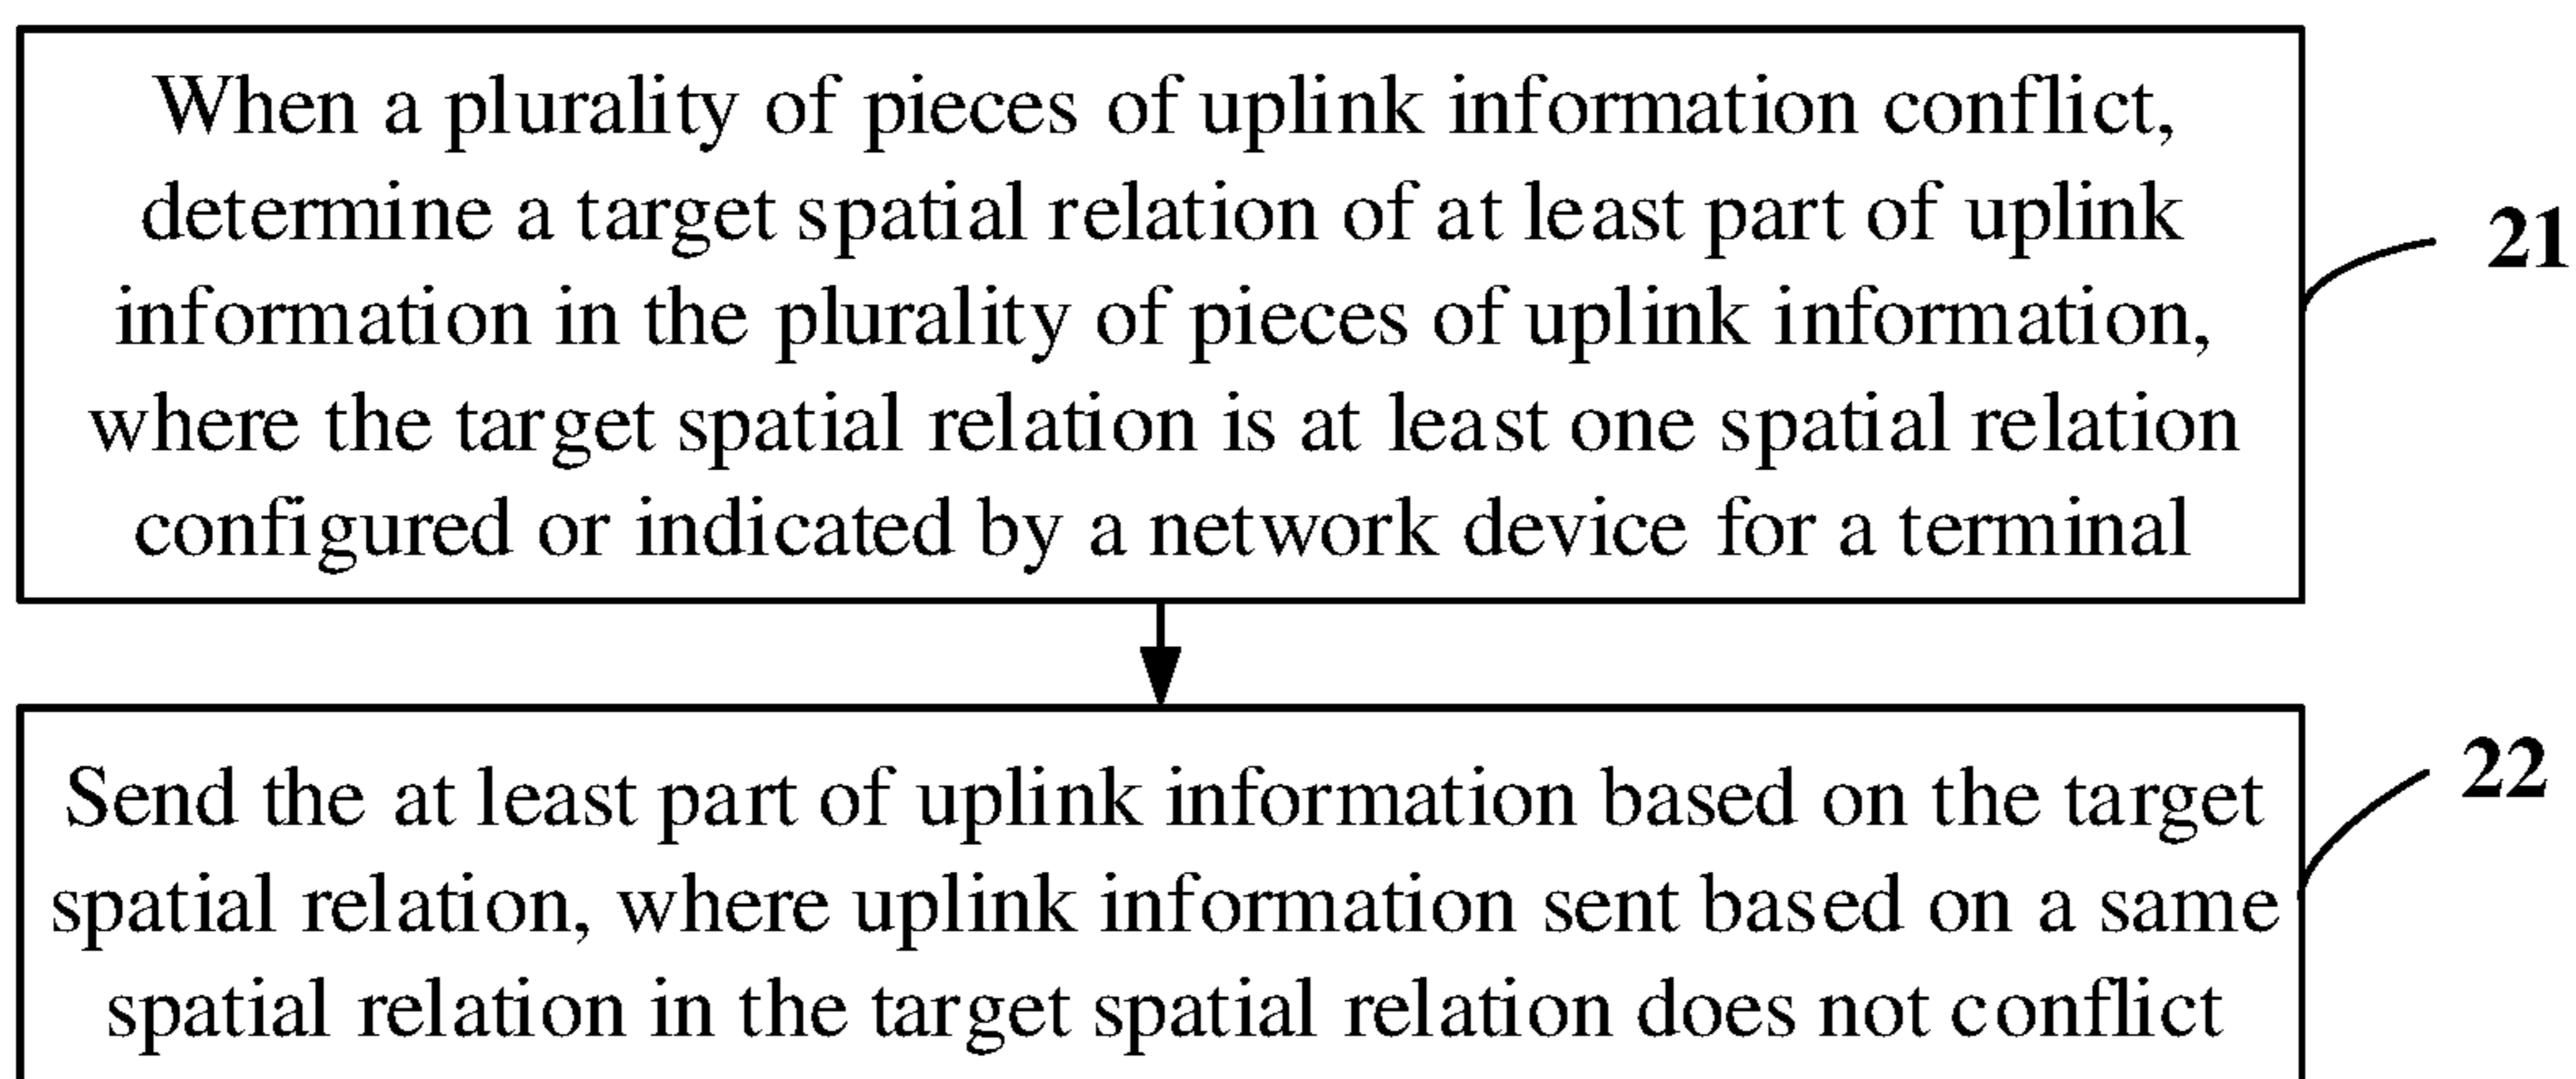 When a plurality of pieces of uplink information conflict,
determine a target spatial relation of at least part of uplink
information in the plurality of pieces of uplink information,
where the target spatial relation is at least one spatial relation
configured or indicated by a network device for a terminal
21
Send the at least part of uplink information based on the target
spatial relation, where uplink information sent based on a same
spatial relation in the target spatial relation does not conflict
22